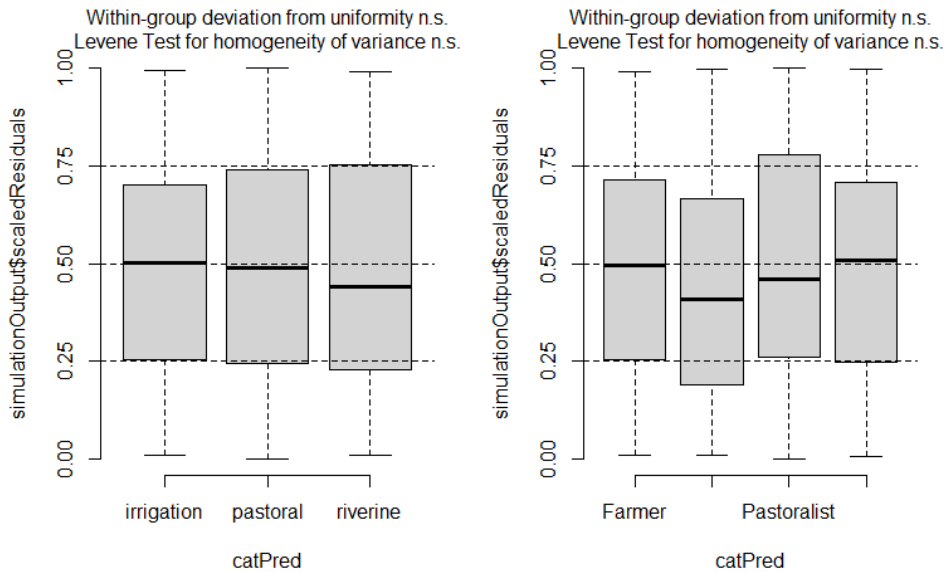 Within-group deviation from uniformity n.s.
Levene Test for homogeneity of variance n.s.
simulationOutput$scaledResiduals
1.00
0.75
0.50
0.25
0.00
irrigation pastoral riverine
catPred
Within-group deviation from uniformity n.s.
Levene Test for homogeneity of variance n.s.
simulationOutput$scaledResiduals
1.00
0.75
0.50
0.25
0.00
Farmer Pastoralist
catPred